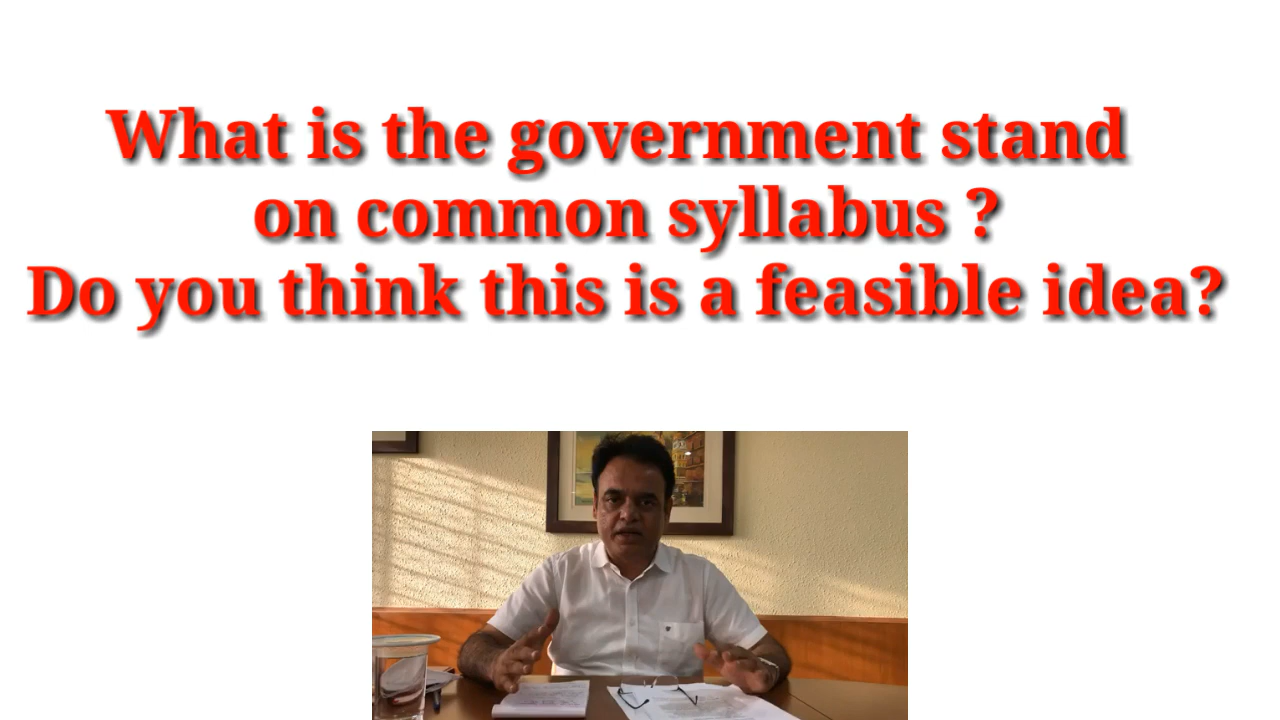 What is the government stand
on common syllabus ?
Do you think this is a feasible idea?